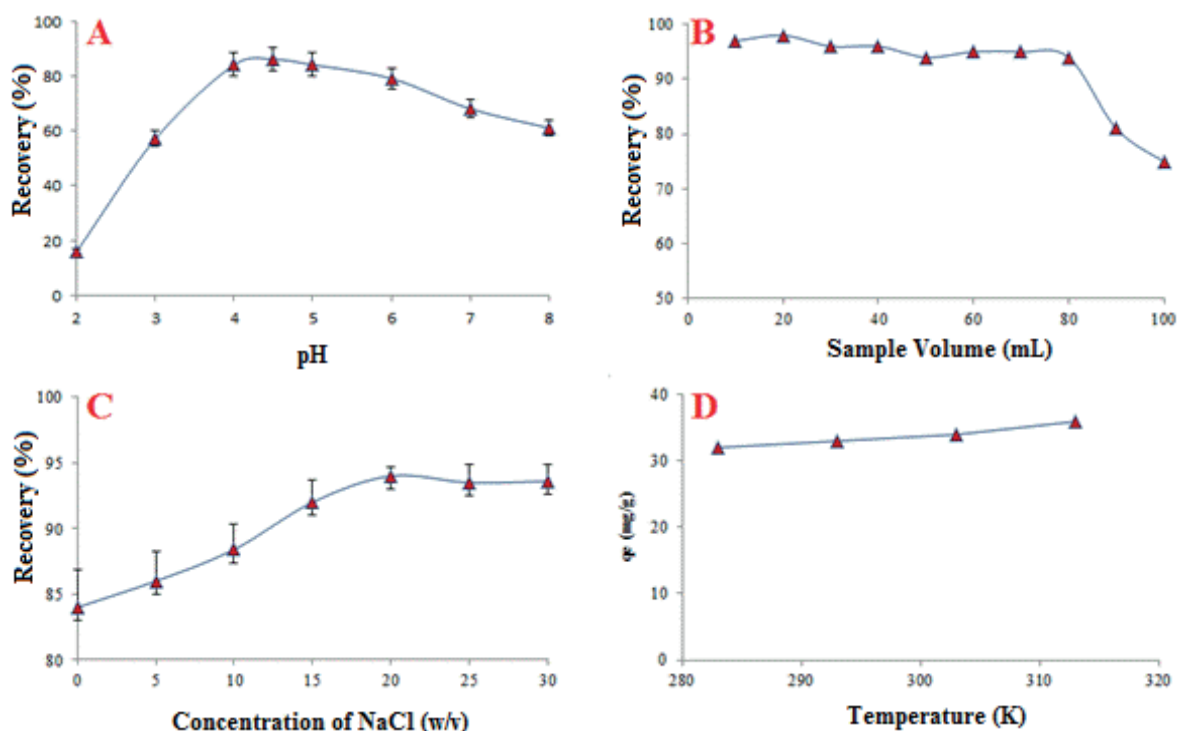 A
Recovery (%)
100
80
60
40
20
0
2 3 4 5 6 7 8
pH
B
Recovery (%)
100
90
80
70
60
50
0 20 40 60 80 100
Sample Volume (mL)
C
Recovery (%)
100
95
90
85
80
0 5 10 15 20 25 30
Concentration of NaCl (w/v)
D
qe (mg/g)
40
30
20
10
0
280 290 300 310 320
Temperature (K)